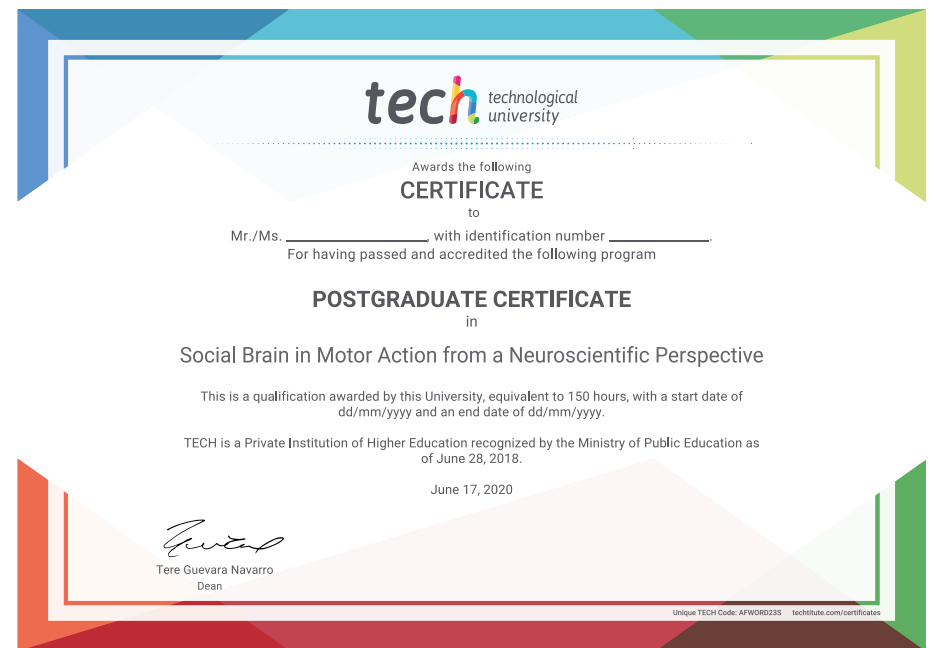 tech technological
university
Awards the following
CERTIFICATE
to
Mr./Ms. ____________________, with identification number ______________.
For having passed and accredited the following program
POSTGRADUATE CERTIFICATE
in
Social Brain in Motor Action from a Neuroscientific Perspective
This is a qualification awarded by this University, equivalent to 150 hours, with a start date of
dd/mm/yyyy and an end date of dd/mm/yyyy.
TECH is a Private Institution of Higher Education recognized by the Ministry of Public Education as
of June 28, 2018.
June 17, 2020
Tere Guevara Navarro
Dean
Unique TECH Code: AFWORD23S techtitute.com/certificates